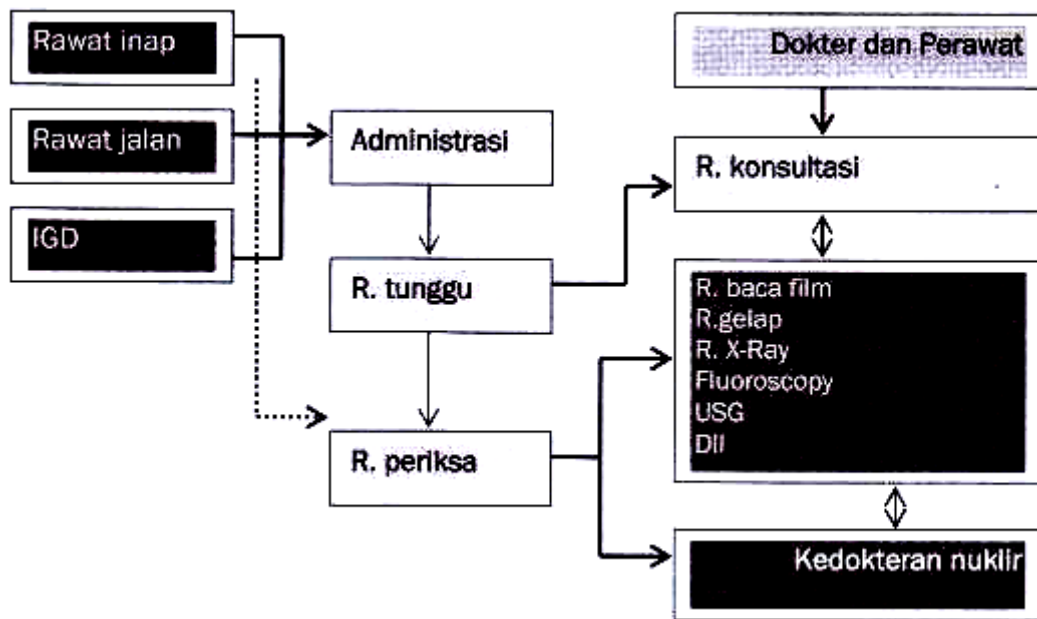 Rawat inap
Rawat jalan
IGD
Administrasi
R. tunggu
R. periksa
Dokter dan Perawat
R. konsultasi
R. baca film
R.gelap
R. X-Ray
Fluoroscopy
USG
Dll
Kedokteran nuklir